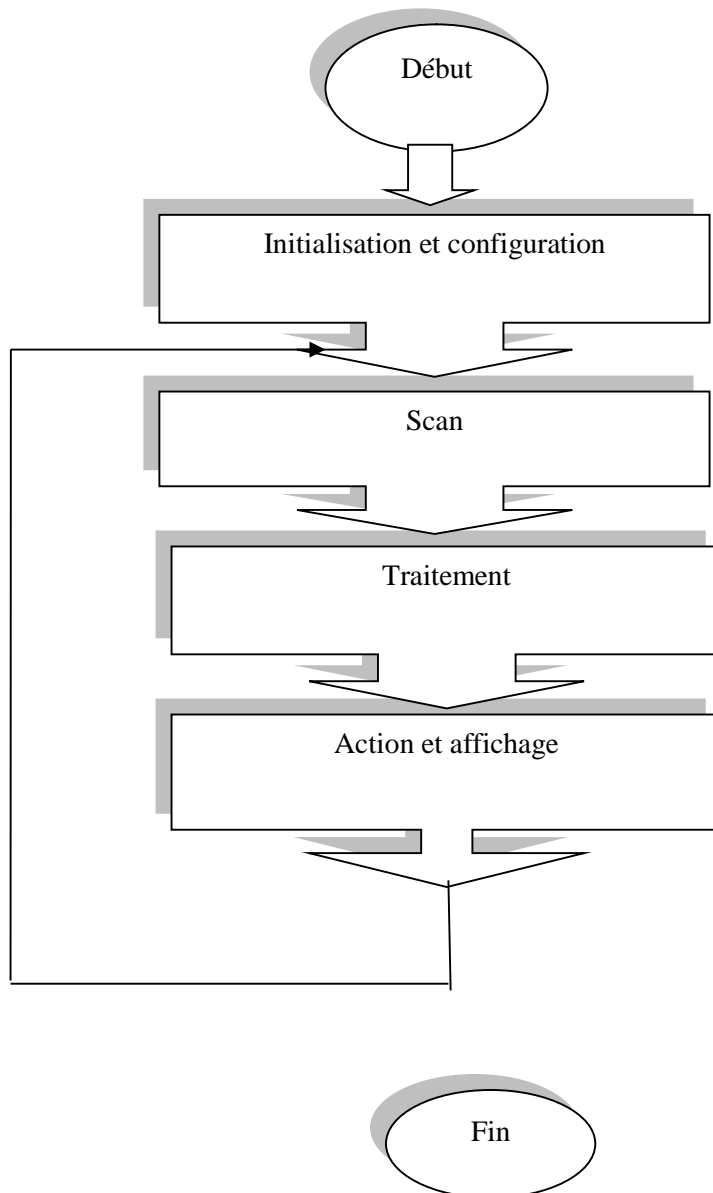 Début
Initialisation et configuration
Scan
Traitement
Action et affichage
Fin